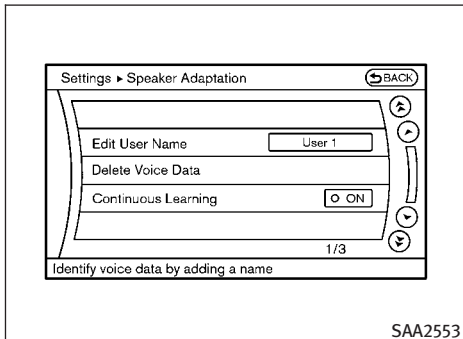 Settings ▸ Speaker Adaptation BACK
Edit User Name User 1
Delete Voice Data
Continuous Learning ON
1/3
Identify voice data by adding a name
SAA2553